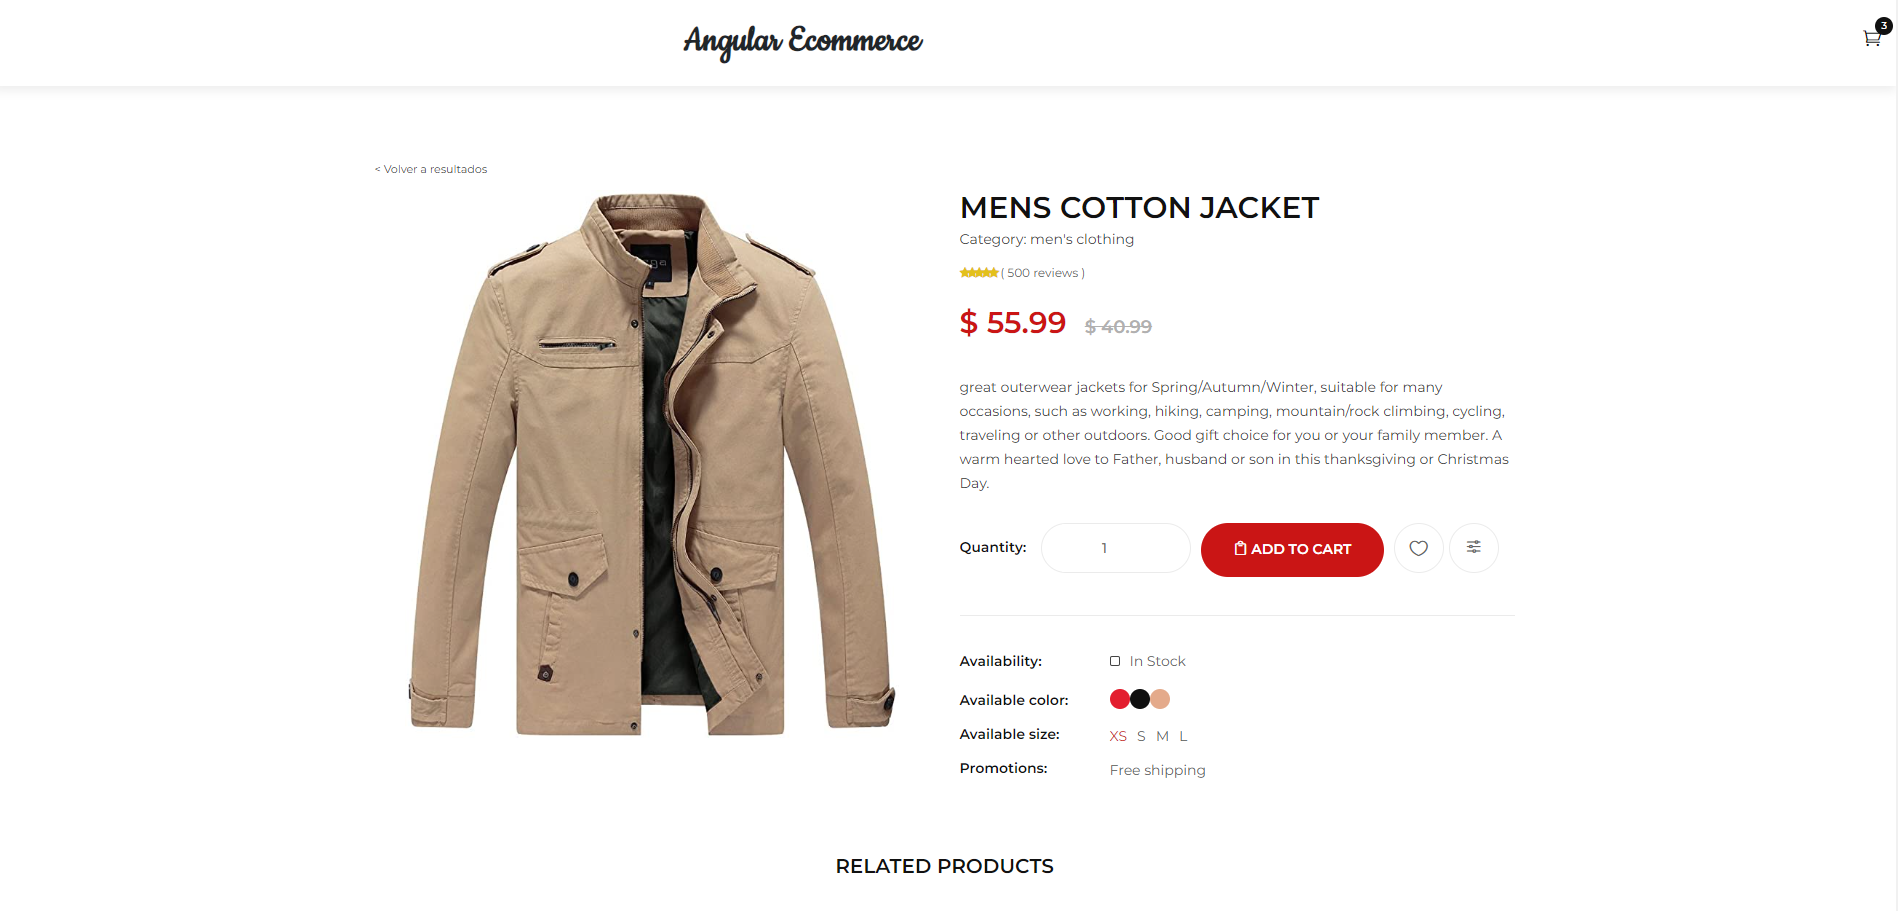 Angular Ecommerce
3
< Volver a resultados
MENS COTTON JACKET
Category: men's clothing
( 500 reviews )
$ 55.99 $ 40.99
great outerwear jackets for Spring/Autumn/Winter, suitable for many
occasions, such as working, hiking, camping, mountain/rock climbing, cycling,
traveling or other outdoors. Good gift choice for you or your family member. A
warm hearted love to Father, husband or son in this thanksgiving or Christmas
Day.
Quantity: 1 ADD TO CART
Availability: In Stock
Available color:
Available size: XS S M L
Promotions: Free shipping
RELATED PRODUCTS